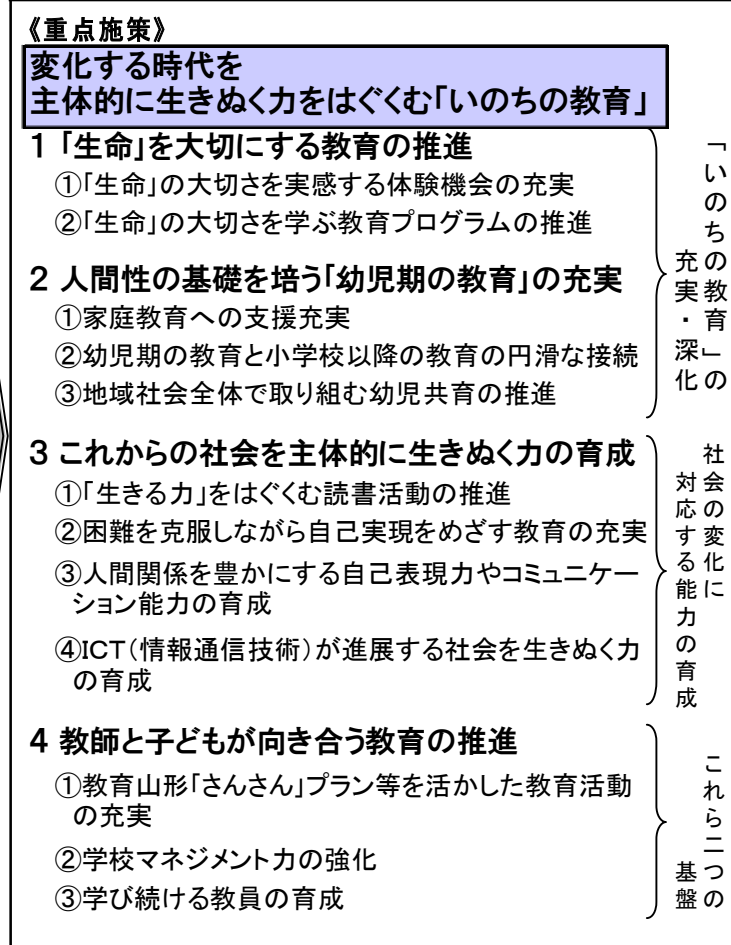 《重点施策》
変化する時代を
主体的に生きぬく力をはぐくむ「いのちの教育」
1 「生命」を大切にする教育の推進
①「生命」の大切さを実感する体験機会の充実
②「生命」の大切さを学ぶ教育プログラムの推進
2 人間性の基礎を培う「幼児期の教育」の充実
①家庭教育への支援充実
②幼児期の教育と小学校以降の教育の円滑な接続
③地域社会全体で取り組む幼児共育の推進
「いのちの教育」の
充実・深化
3 これからの社会を主体的に生きぬく力の育成
①「生きる力」をはぐくむ読書活動の推進
②困難を克服しながら自己実現をめざす教育の充実
③人間関係を豊かにする自己表現力やコミュニケー
ション能力の育成
④ICT(情報通信技術)が進展する社会を生きぬく力
の育成
社会の変化に
対応する能力の育成
4 教師と子どもが向き合う教育の推進
①教育山形「さんさん」プラン等を活かした教育活動
の充実
②学校マネジメント力の強化
③学び続ける教員の育成
これら二つの
基盤